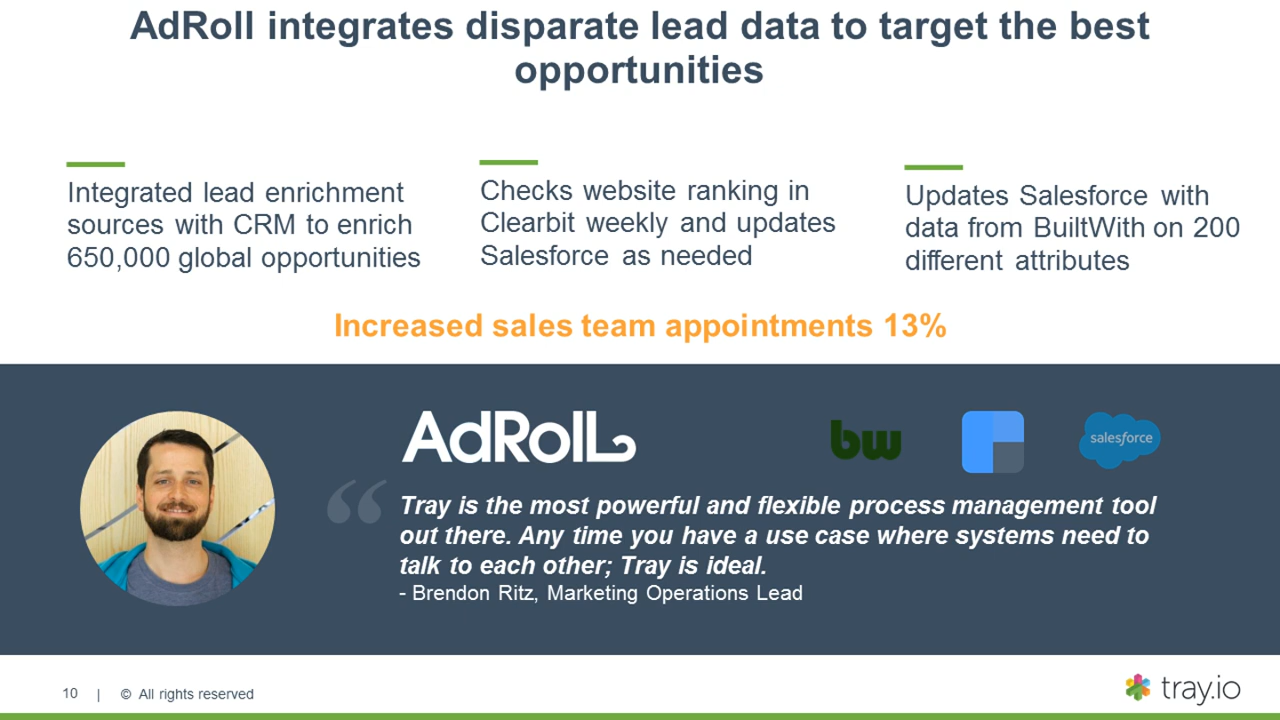 AdRoll integrates disparate lead data to target the best
opportunities
Integrated lead enrichment
sources with CRM to enrich
650,000 global opportunities
Checks website ranking in
Clearbit weekly and updates
Salesforce as needed
Updates Salesforce with
data from BuiltWith on 200
different attributes
Increased sales team appointments 13%
AdRoll
bw
salesforce
“
Tray is the most powerful and flexible process management tool
out there. Any time you have a use case where systems need to
talk to each other; Tray is ideal.
- Brendon Ritz, Marketing Operations Lead
10 | © All rights reserved
tray.io